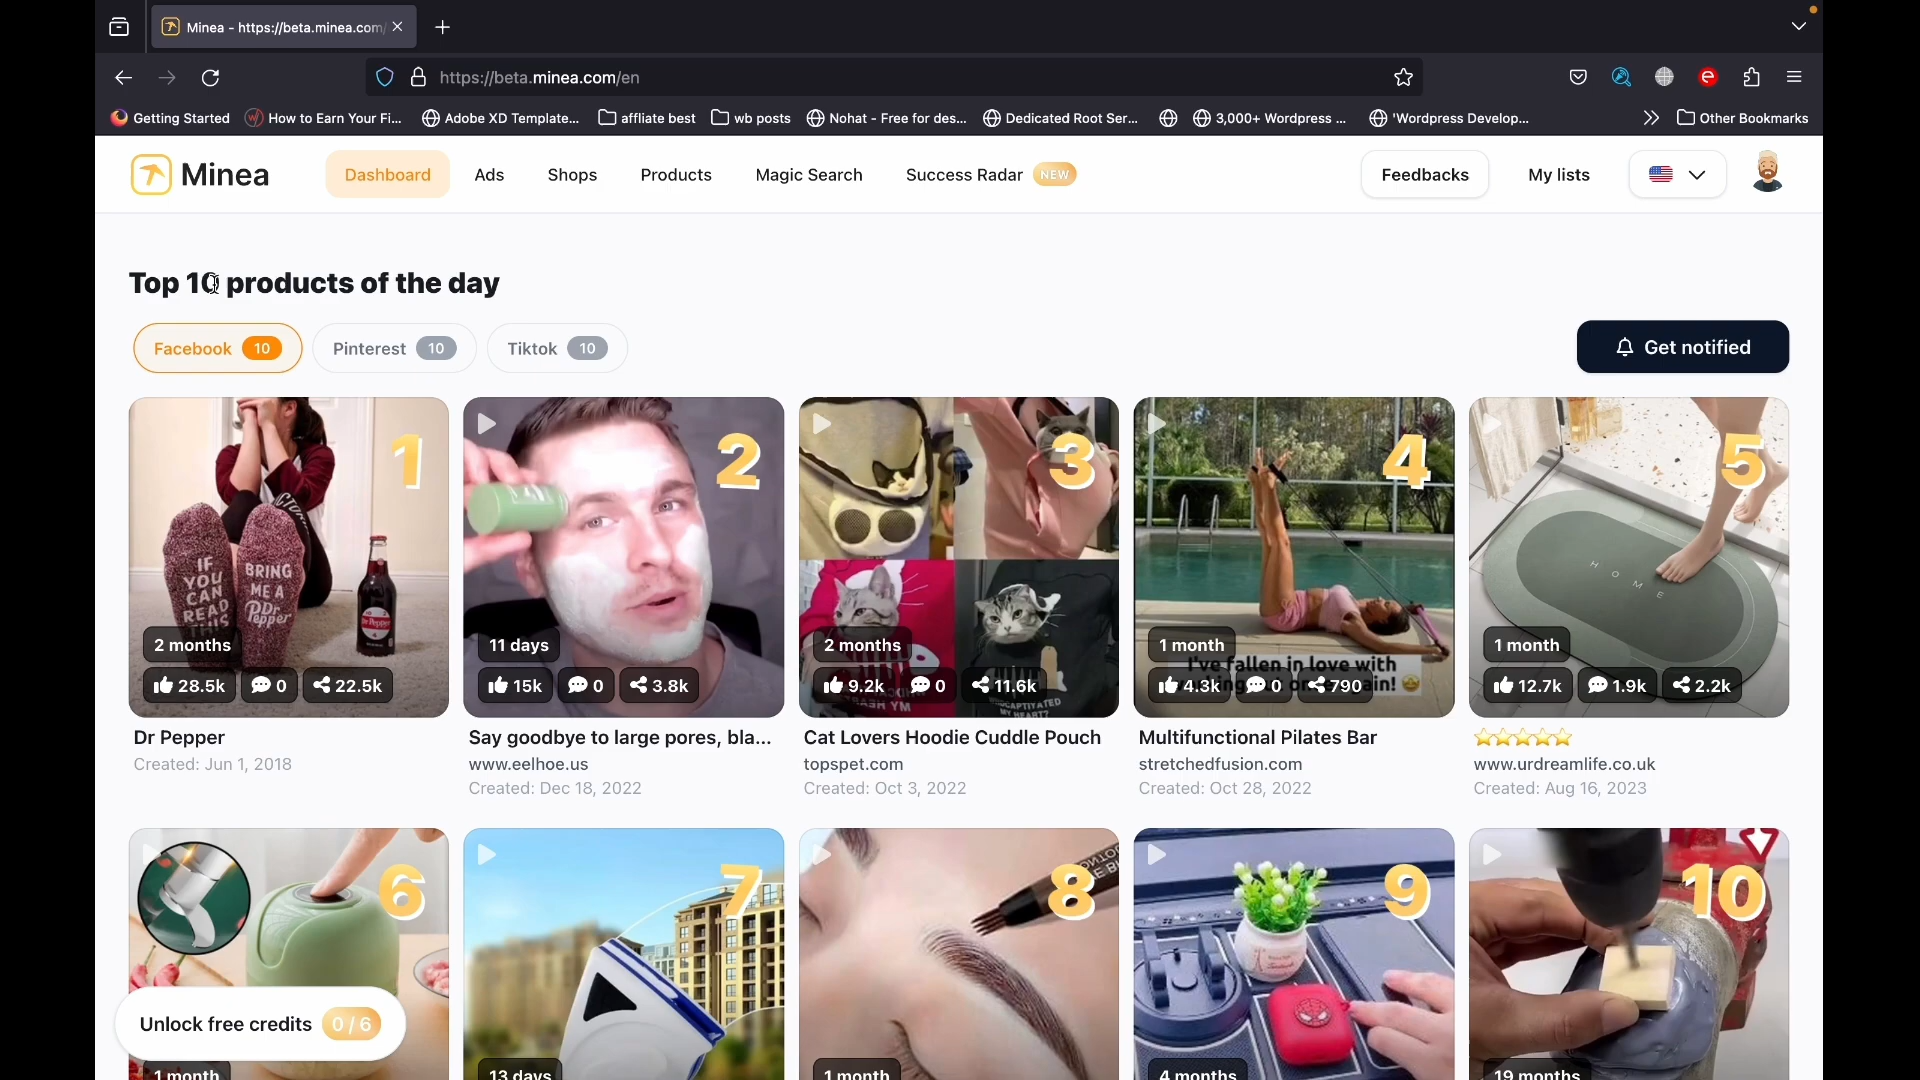 Minea - https://beta.minea.com/
https://beta.minea.com/en
Getting Started
How to Earn Your Fi...
Adobe XD Template...
affliate best
wb posts
Nohat - Free for des...
Dedicated Root Ser...
3,000+ Wordpress ...
'Wordpress Develop...
Other Bookmarks
Minea
Dashboard
Ads
Shops
Products
Magic Search
Success Radar NEW
Feedbacks
My lists
Top 10 products of the day
Facebook 10
Pinterest 10
Tiktok 10
Get notified
1
IF YOU CAN READ THIS
BRING ME A Dr Pepper
Dr Pepper
2 months
28.5k 0 22.5k
Dr Pepper
Created: Jun 1, 2018
2
11 days
15k 0 3.8k
Say goodbye to large pores, bla...
www.eelhoe.us
Created: Dec 18, 2022
3
2 months
9.2k 0 11.6k
Cat Lovers Hoodie Cuddle Pouch
topspet.com
Created: Oct 3, 2022
4
1 month
I've fallen in love with
4.3k 0 790
Multifunctional Pilates Bar
stretchedfusion.com
Created: Oct 28, 2022
5
HOME
1 month
12.7k 1.9k 2.2k
www.urdreamlife.co.uk
Created: Aug 16, 2023
6
1 month
7
13 days
8
1 month
9
4 months
10
19 months
Unlock free credits 0 / 6